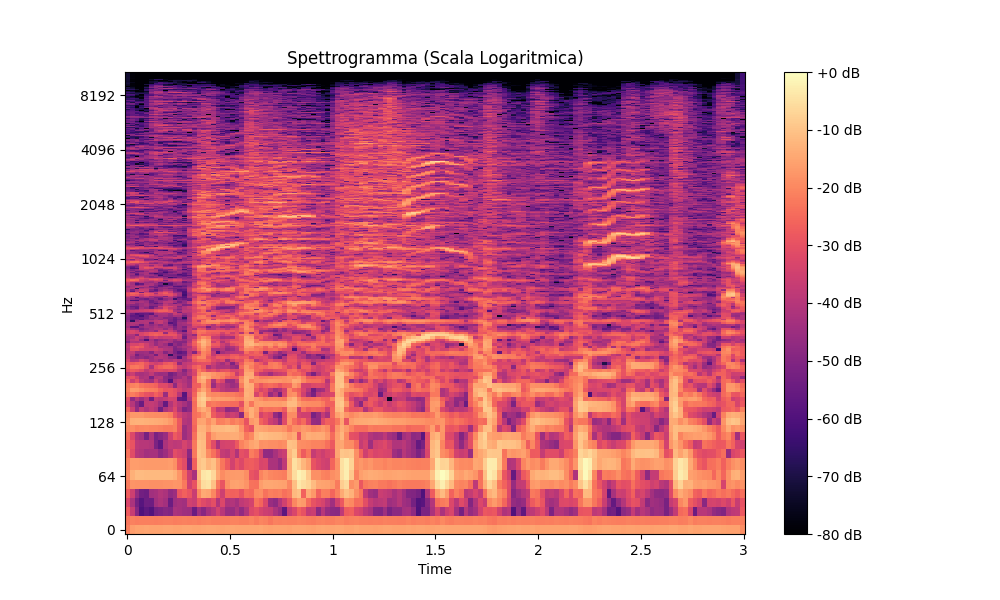 Spettrogramma (Scala Logaritmica)
Hz
8192
4096
2048
1024
512
256
128
64
0
0
0.5
1
1.5
2
2.5
3
Time
+0 dB
-10 dB
-20 dB
-30 dB
-40 dB
-50 dB
-60 dB
-70 dB
-80 dB